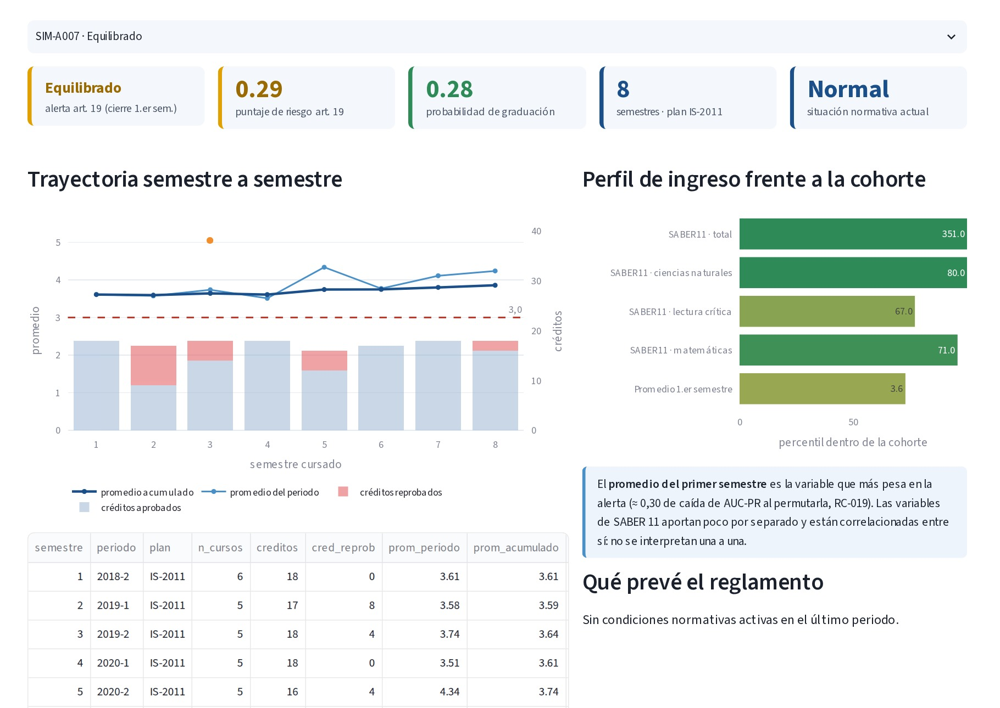 SIM-A007 · Equilibrado
Equilibrado
alerta art. 19 (cierre 1.er sem.)
0.29
puntaje de riesgo art. 19
0.28
probabilidad de graduación
8
semestres · plan IS-2011
Normal
situación normativa actual
Trayectoria semestre a semestre
5
4
3
2
1
0
promedio
40
30
20
10
0
créditos
3,0
1 2 3 4 5 6 7 8
semestre cursado
promedio acumulado promedio del periodo créditos reprobados
créditos aprobados
semestre periodo plan n_cursos creditos cred_reprob prom_periodo prom_acumulado
1 2018-2 IS-2011 6 18 0 3.61 3.61
2 2019-1 IS-2011 5 17 8 3.58 3.59
3 2019-2 IS-2011 5 18 4 3.74 3.64
4 2020-1 IS-2011 5 18 0 3.51 3.61
5 2020-2 IS-2011 5 16 4 4.34 3.74
Perfil de ingreso frente a la cohorte
SABER11 · total 351.0
SABER11 · ciencias naturales 80.0
SABER11 · lectura crítica 67.0
SABER11 · matemáticas 71.0
Promedio 1.er semestre 3.6
0 50
percentil dentro de la cohorte
El promedio del primer semestre es la variable que más pesa en la
alerta (≈ 0,30 de caída de AUC-PR al permutarla, RC-019). Las variables
de SABER 11 aportan poco por separado y están correlacionadas entre
sí: no se interpretan una a una.
Qué prevé el reglamento
Sin condiciones normativas activas en el último periodo.